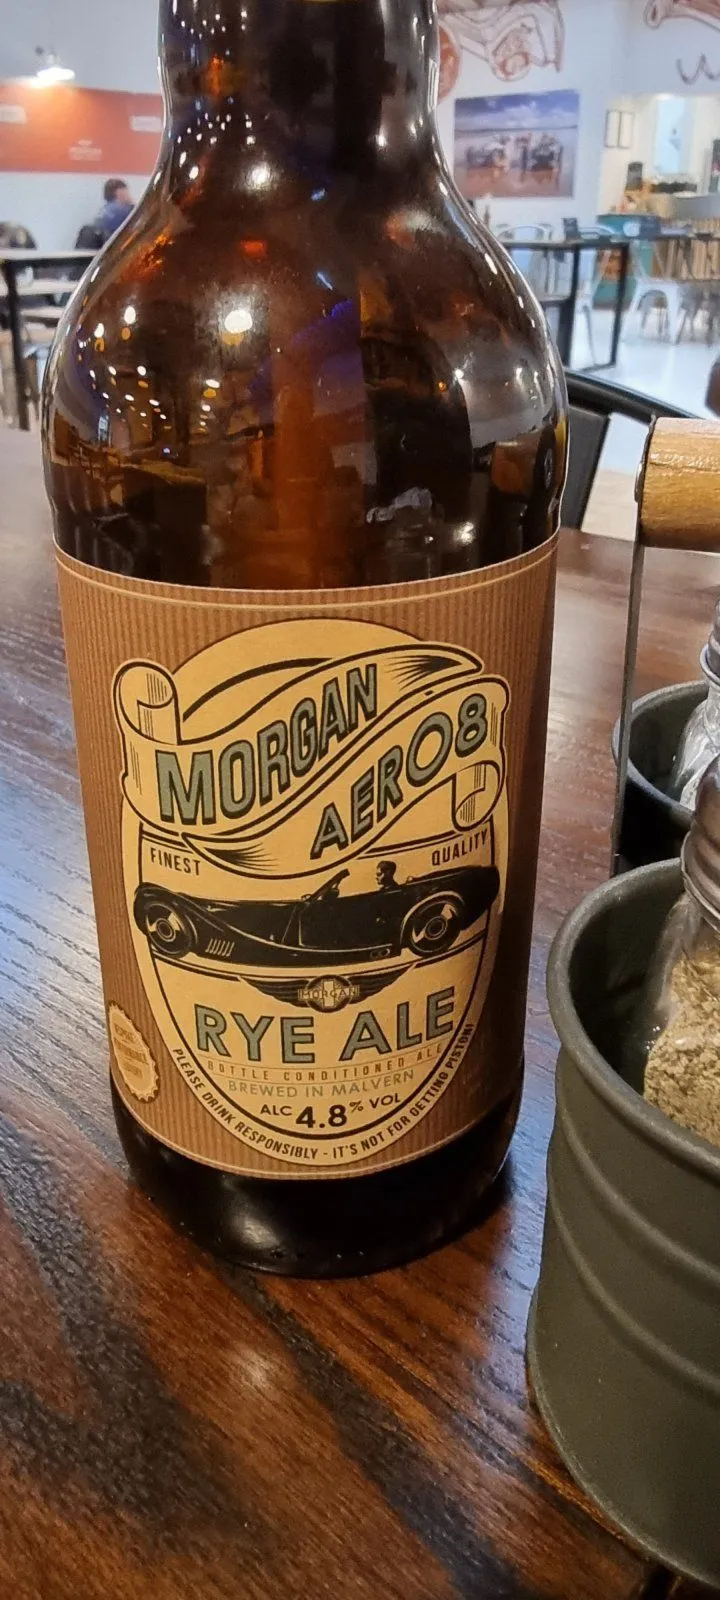 MORGAN
AERO8
FINEST QUALITY
MORGAN
RYE ALE
BOTTLE CONDITIONED ALE
BREWED IN MALVERN
ALC 4.8% VOL
PLEASE DRINK RESPONSIBLY - IT'S NOT FOR GETTING PISTON!